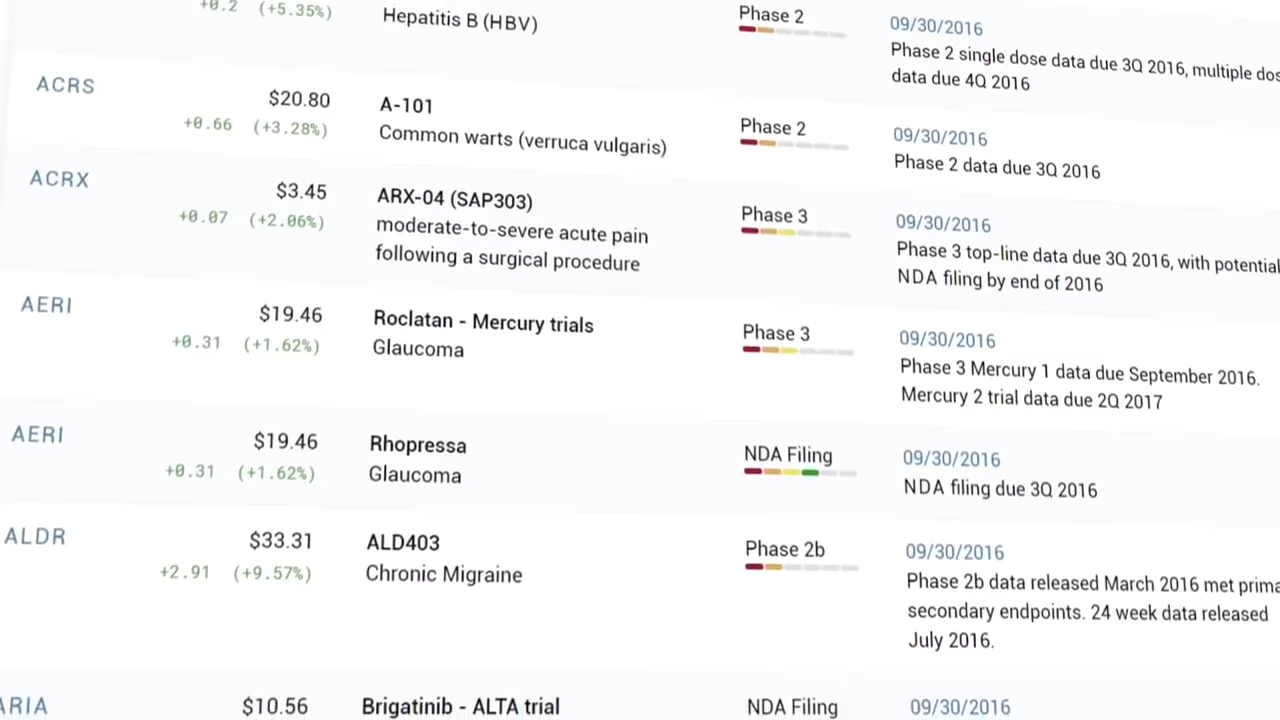 +0.2 (+5.35%)
Hepatitis B (HBV)
Phase 2
09/30/2016
Phase 2 single dose data due 3Q 2016, multiple dos
data due 4Q 2016
ACRS
$20.80
+0.66 (+3.28%)
A-101
Common warts (verruca vulgaris)
Phase 2
09/30/2016
Phase 2 data due 3Q 2016
ACRX
$3.45
+0.07 (+2.06%)
ARX-04 (SAP303)
moderate-to-severe acute pain
following a surgical procedure
Phase 3
09/30/2016
Phase 3 top-line data due 3Q 2016, with potential
NDA filing by end of 2016
AERI
$19.46
+0.31 (+1.62%)
Roclatan - Mercury trials
Glaucoma
Phase 3
09/30/2016
Phase 3 Mercury 1 data due September 2016.
Mercury 2 trial data due 2Q 2017
AERI
$19.46
+0.31 (+1.62%)
Rhopressa
Glaucoma
NDA Filing
09/30/2016
NDA filing due 3Q 2016
ALDR
$33.31
+2.91 (+9.57%)
ALD403
Chronic Migraine
Phase 2b
09/30/2016
Phase 2b data released March 2016 met prima
secondary endpoints. 24 week data released
July 2016.
ARIA
$10.56
Brigatinib - ALTA trial
NDA Filing
09/30/2016